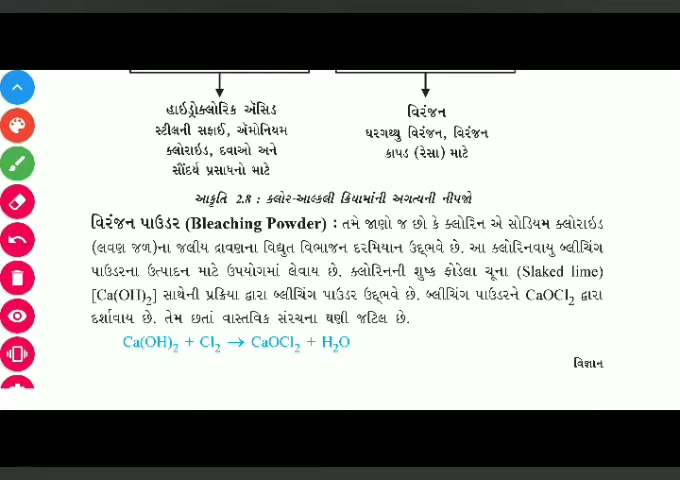 હાઇડ્રોક્લોરિક ઍસિડ
સ્ટીલની સફાઈ, ઍમોનિયમ
ક્લોરાઇડ, દવાઓ અને
સૌંદર્ય પ્રસાધનો માટે
વિરંજન
ઘરગથ્થુ વિરંજન, વિરંજન
કાપડ (રેસા) માટે
આકૃતિ 2.8 : ક્લોર-આલ્કલી ક્રિયામાંની અગત્યની નીપજો
વિરંજન પાઉડર (Bleaching Powder) : તમે જાણો જ છો કે ક્લોરિન એ સોડિયમ ક્લોરાઇડ
(લવણ જળ)ના જલીય દ્રાવણના વિદ્યુત વિભાજન દરમિયાન ઉદ્ભવે છે. આ ક્લોરિનવાયુ બ્લીચિંગ
પાઉડરના ઉત્પાદન માટે ઉપયોગમાં લેવાય છે. ક્લોરિનની શુષ્ક ફોડેલા ચૂના (Slaked lime)
[Ca(OH)₂] સાથેની પ્રક્રિયા દ્વારા બ્લીચિંગ પાઉડર ઉદ્ભવે છે. બ્લીચિંગ પાઉડરને CaOCl₂ દ્વારા
દર્શાવાય છે. તેમ છતાં વાસ્તવિક સંરચના ઘણી જટિલ છે.
Ca(OH)₂ + Cl₂ → CaOCl₂ + H₂O
વિજ્ઞાન